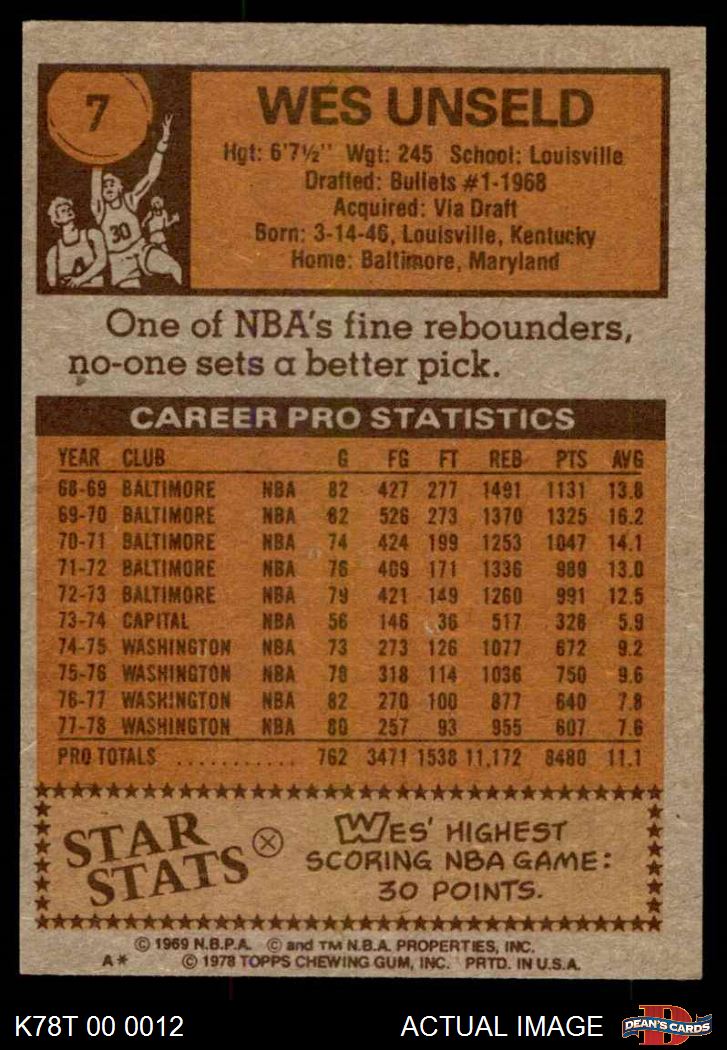 7
WES UNSELD
Hgt: 6'7½" Wgt: 245 School: Louisville
Drafted: Bullets #1-1968
Acquired: Via Draft
Born: 3-14-46, Louisville, Kentucky
Home: Baltimore, Maryland
30
4
One of NBA's fine rebounders,
no-one sets a better pick.
CAREER PRO STATISTICS
YEAR CLUB G FG FT REB PTS AVG
68-69 BALTIMORE NBA 82 427 277 1491 1131 13.8
69-70 BALTIMORE NBA 82 526 273 1370 1325 16.2
70-71 BALTIMORE NBA 74 424 199 1253 1047 14.1
71-72 BALTIMORE NBA 76 409 171 1336 989 13.0
72-73 BALTIMORE NBA 79 421 149 1260 991 12.5
73-74 CAPITAL NBA 56 146 36 517 328 5.9
74-75 WASHINGTON NBA 73 273 126 1077 672 9.2
75-76 WASHINGTON NBA 78 318 114 1036 750 9.6
76-77 WASHINGTON NBA 82 270 100 877 640 7.8
77-78 WASHINGTON NBA 80 257 93 955 607 7.6
PRO TOTALS ........... 762 3471 1538 11,172 8480 11.1
STAR STATS
WES' HIGHEST
SCORING NBA GAME:
30 POINTS.
© 1969 N.B.P.A. © and TM N.B.A. PROPERTIES, INC.
A* © 1978 TOPPS CHEWING GUM, INC. PRTD. IN U.S.A.
K78T 00 0012 ACTUAL IMAGE D DEAN'S CARDS